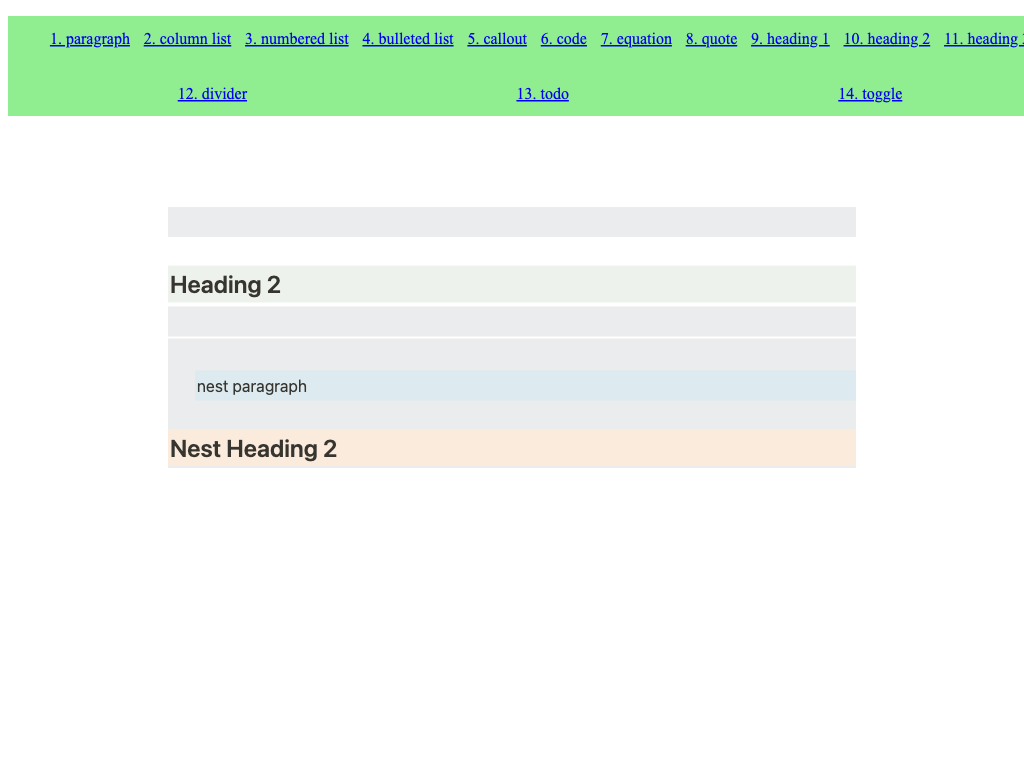 1. paragraph 2. column list 3. numbered list 4. bulleted list 5. callout 6. code 7. equation 8. quote 9. heading 1 10. heading 2 11. heading
12. divider 13. todo 14. toggle
Heading 2
nest paragraph
Nest Heading 2